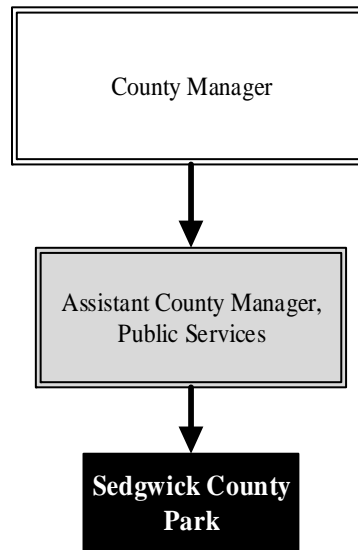 County Manager
Assistant County Manager,
Public Services
Sedgwick County
Park